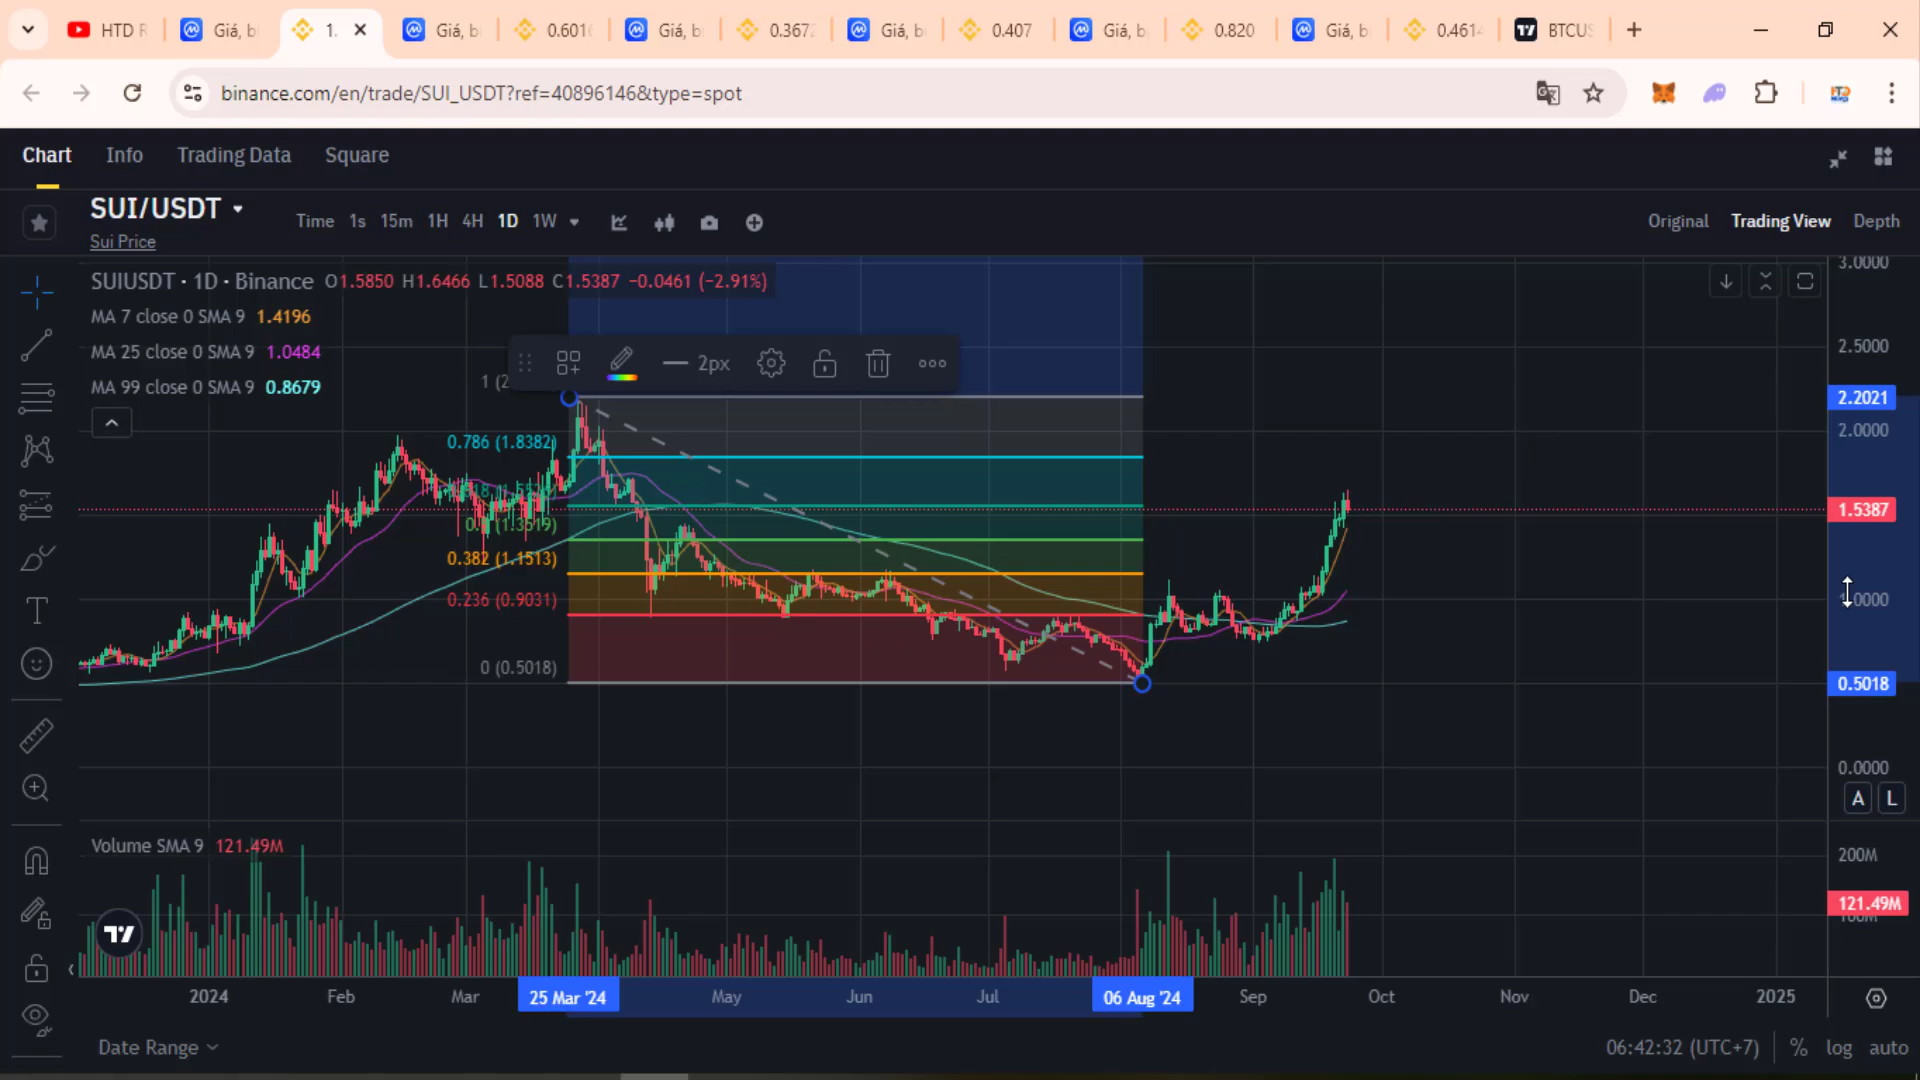 HTD
Giá, b
1.
Giá, b
0.601
Giá, b
0.367
Giá, b
0.407
Giá, b
0.820
Giá, b
0.461
BTCUS
binance.com/en/trade/SUI_USDT?ref=40896146&type=spot
Chart Info Trading Data Square
SUI/USDT
Sui Price
Time 1s 15m 1H 4H 1D 1W
Original Trading View Depth
SUIUSDT · 1D · Binance O1.5850 H1.6466 L1.5088 C1.5387 −0.0461 (−2.91%)
MA 7 close 0 SMA 9 1.4196
MA 25 close 0 SMA 9 1.0484
MA 99 close 0 SMA 9 0.8679
2px
1 (2
0.786 (1.8382)
0.382 (1.1513)
0.236 (0.9031)
0 (0.5018)
3.0000
2.5000
2.2021
2.0000
1.5387
0.5018
0.0000
A L
Volume SMA 9 121.49M
200M
121.49M
2024 Feb Mar 25 Mar '24 May Jun Jul 06 Aug '24 Sep Oct Nov Dec 2025
Date Range
06:42:32 (UTC+7) % log auto